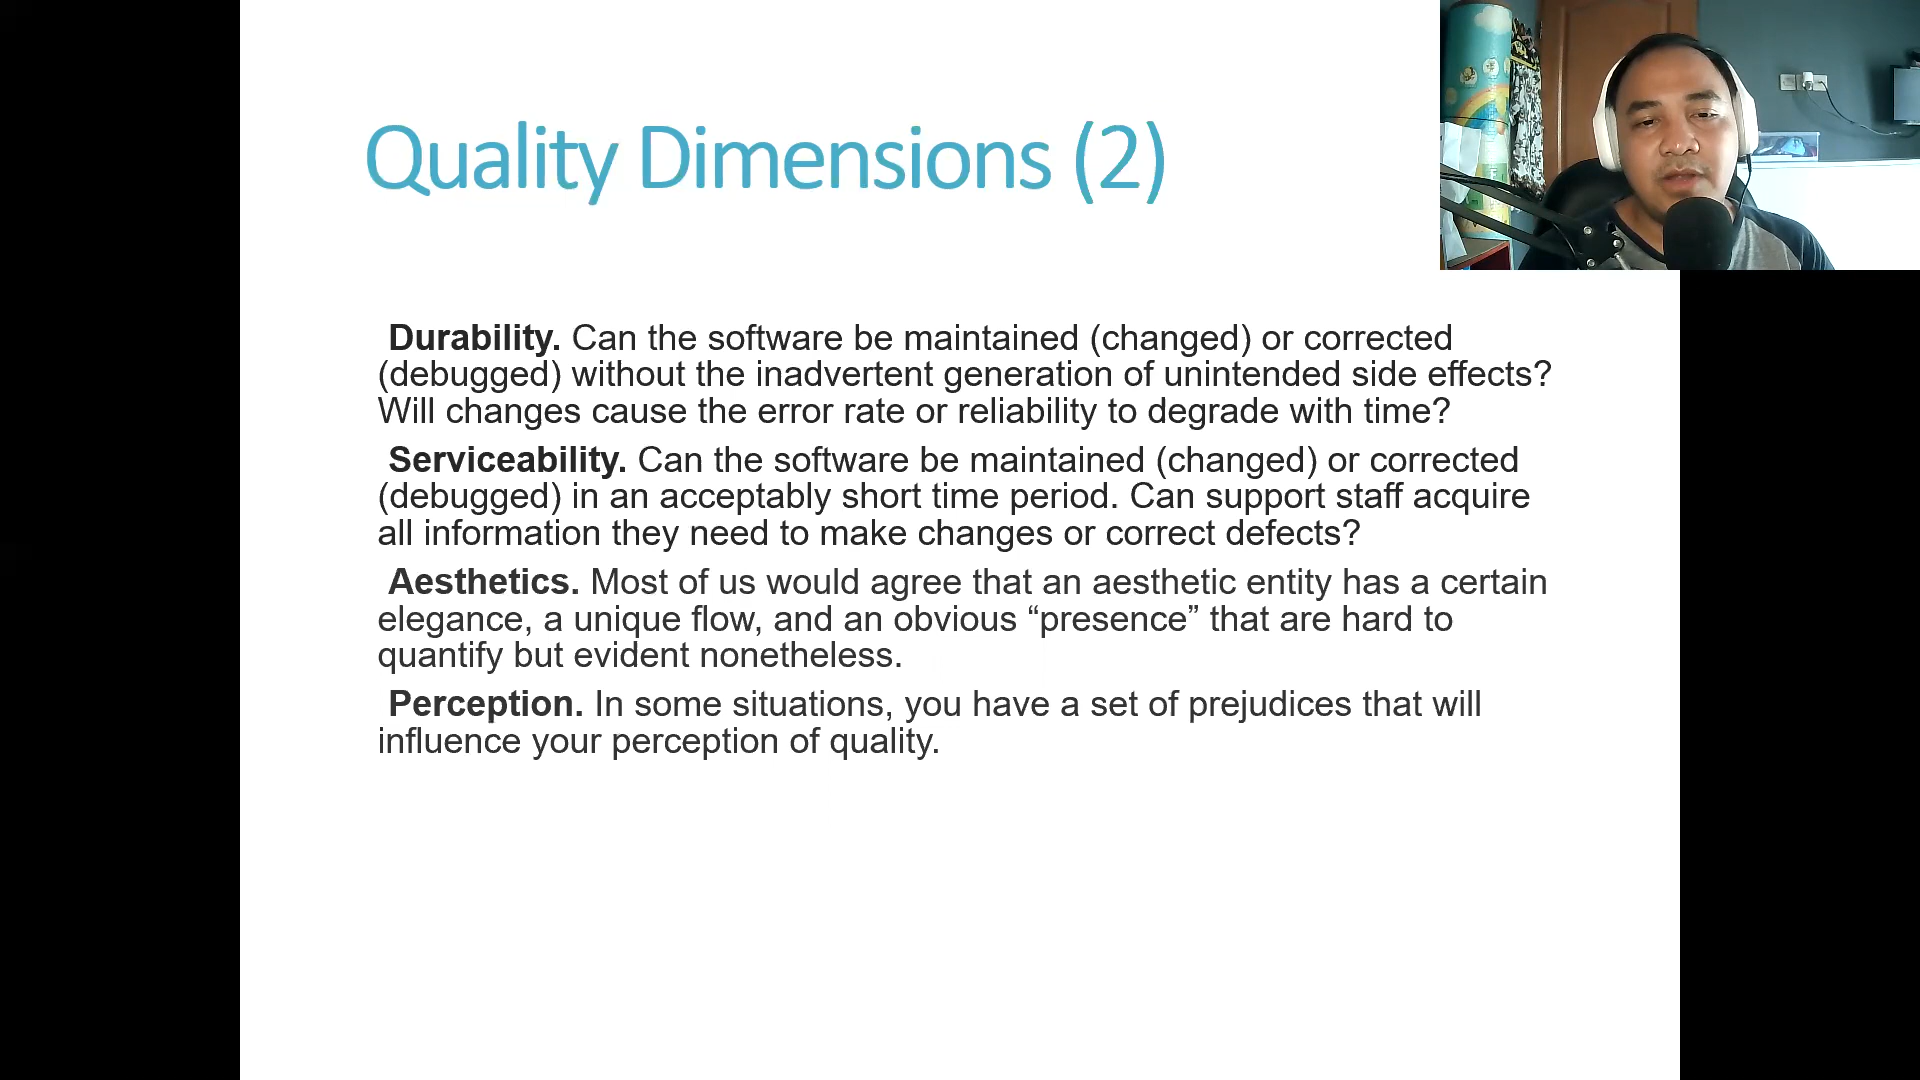 Quality Dimensions (2)
Durability. Can the software be maintained (changed) or corrected
(debugged) without the inadvertent generation of unintended side effects?
Will changes cause the error rate or reliability to degrade with time?
Serviceability. Can the software be maintained (changed) or corrected
(debugged) in an acceptably short time period. Can support staff acquire
all information they need to make changes or correct defects?
Aesthetics. Most of us would agree that an aesthetic entity has a certain
elegance, a unique flow, and an obvious “presence” that are hard to
quantify but evident nonetheless.
Perception. In some situations, you have a set of prejudices that will
influence your perception of quality.